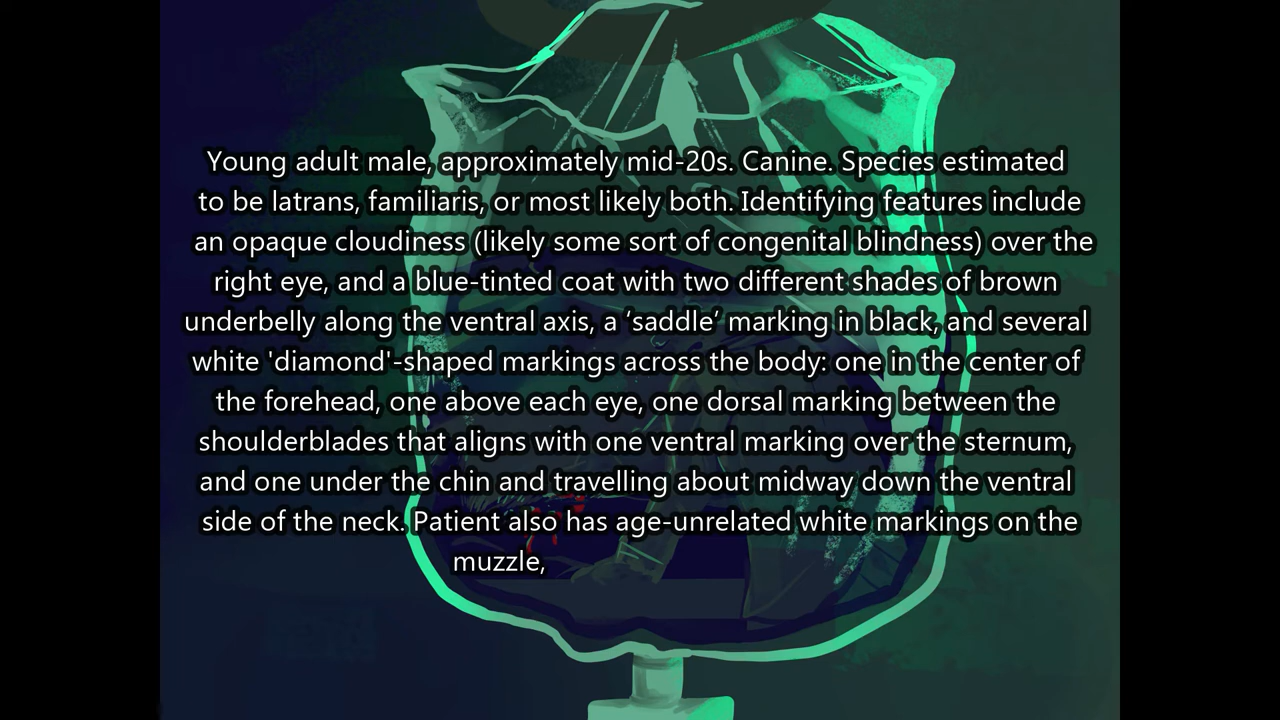 Young adult male, approximately mid-20s. Canine. Species estimated
to be latrans, familiaris, or most likely both. Identifying features include
an opaque cloudiness (likely some sort of congenital blindness) over the
right eye, and a blue-tinted coat with two different shades of brown
underbelly along the ventral axis, a ‘saddle’ marking in black, and several
white 'diamond'-shaped markings across the body: one in the center of
the forehead, one above each eye, one dorsal marking between the
shoulderblades that aligns with one ventral marking over the sternum,
and one under the chin and travelling about midway down the ventral
side of the neck. Patient also has age-unrelated white markings on the
muzzle,